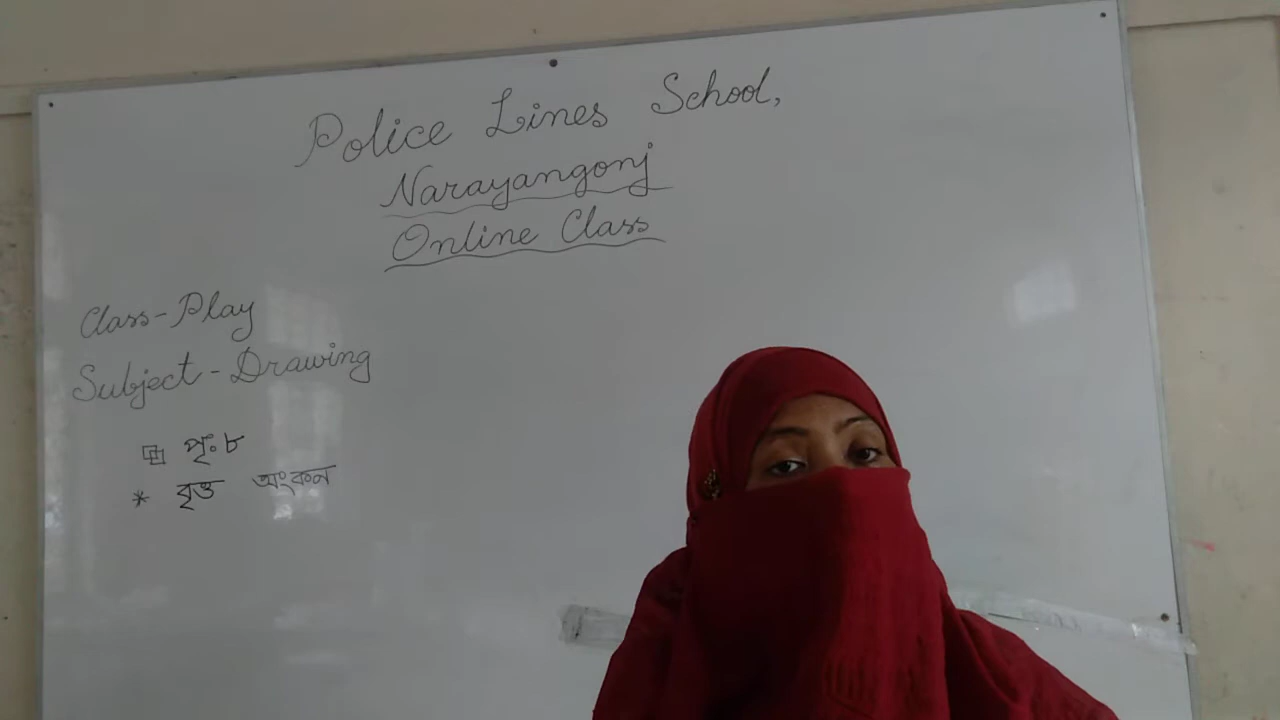 Police Lines School,
Narayangonj
Online Class
Class-Play
Subject-Drawing
পৃঃ ৮
* বৃত্ত অংকন